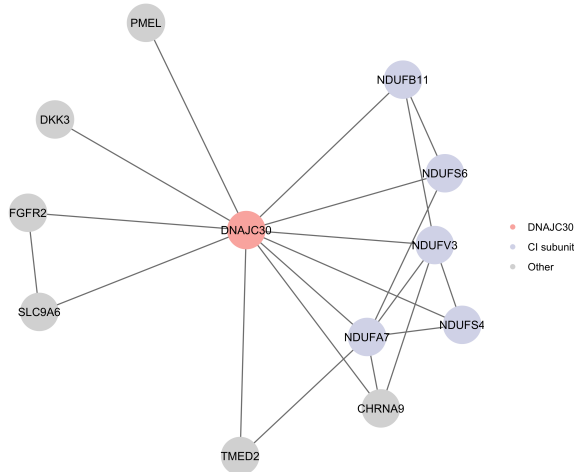 PMEL
NDUFB11
DKK3
NDUFS6
FGFR2
DNAJC30
DNAJC30
NDUFV3
CI subunit
Other
SLC9A6
NDUFS4
NDUFA7
CHRNA9
TMED2